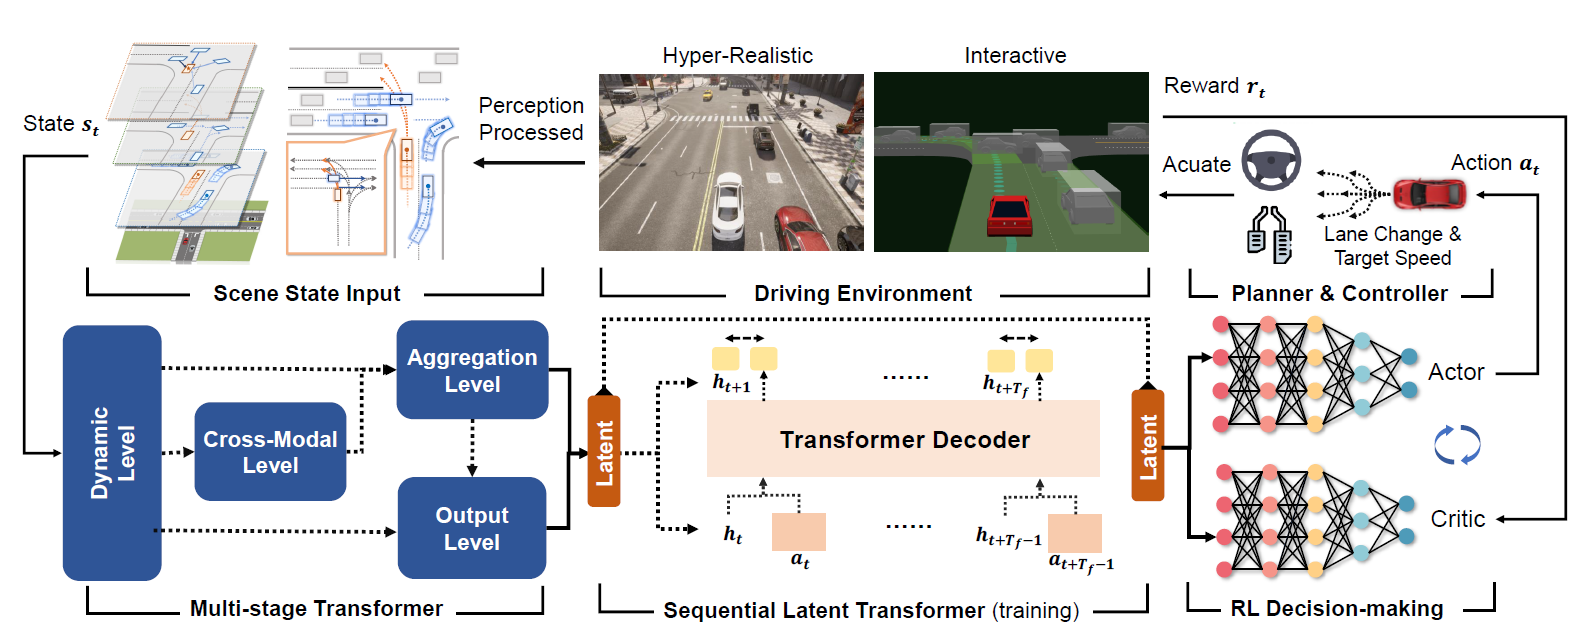 Hyper-Realistic
Interactive
State s_t
Perception
Processed
Reward r_t
Acuate
Action a_t
Lane Change &
Target Speed
Scene State Input
Driving Environment
Planner & Controller
Dynamic
Level
Cross-Modal
Level
Aggregation
Level
Output
Level
Latent
h_{t+1}
......
h_{t+T_f}
Transformer Decoder
h_t
a_t
......
h_{t+T_f-1}
a_{t+T_f-1}
Latent
Actor
Critic
Multi-stage Transformer
Sequential Latent Transformer (training)
RL Decision-making